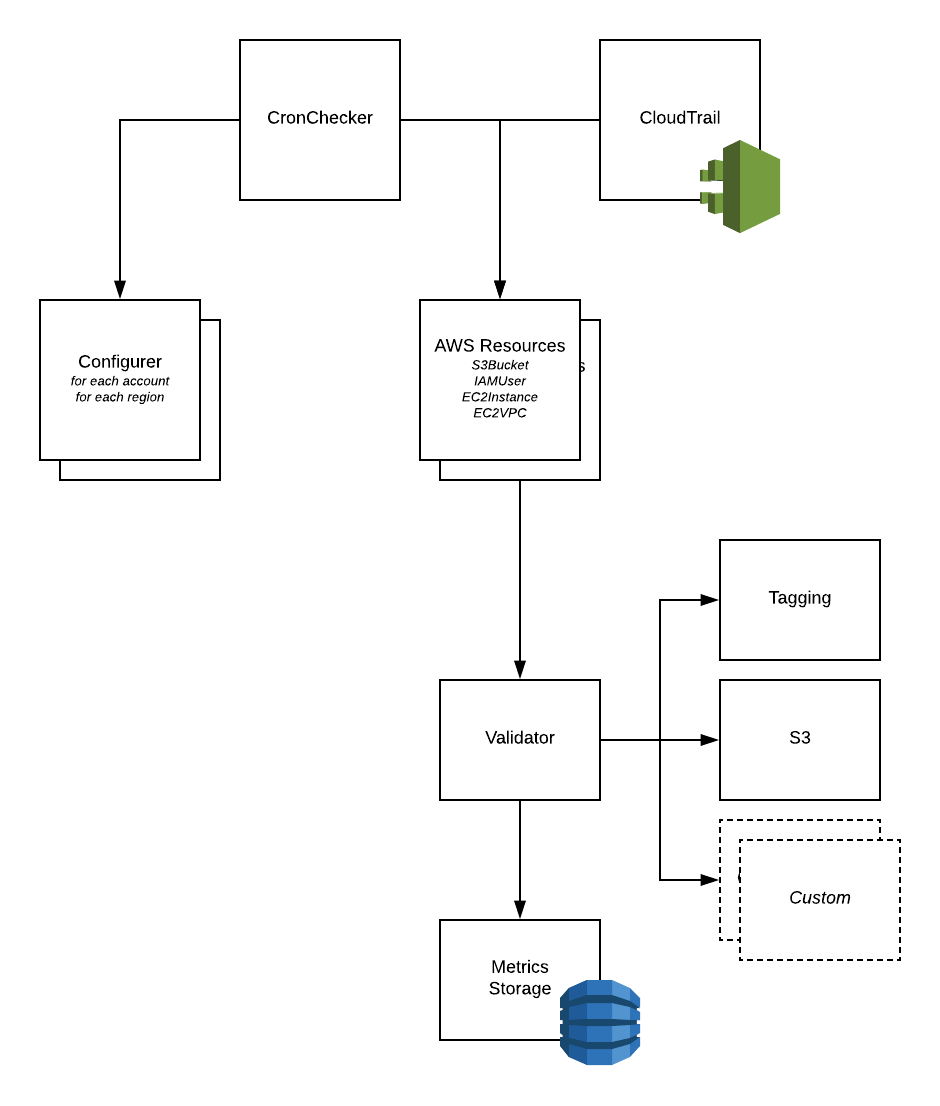 CronChecker
CloudTrail
Configurer
for each account
for each region
AWS Resources
S3Bucket
IAMUser
EC2Instance
EC2VPC
Tagging
Validator
S3
Custom
Metrics
Storage